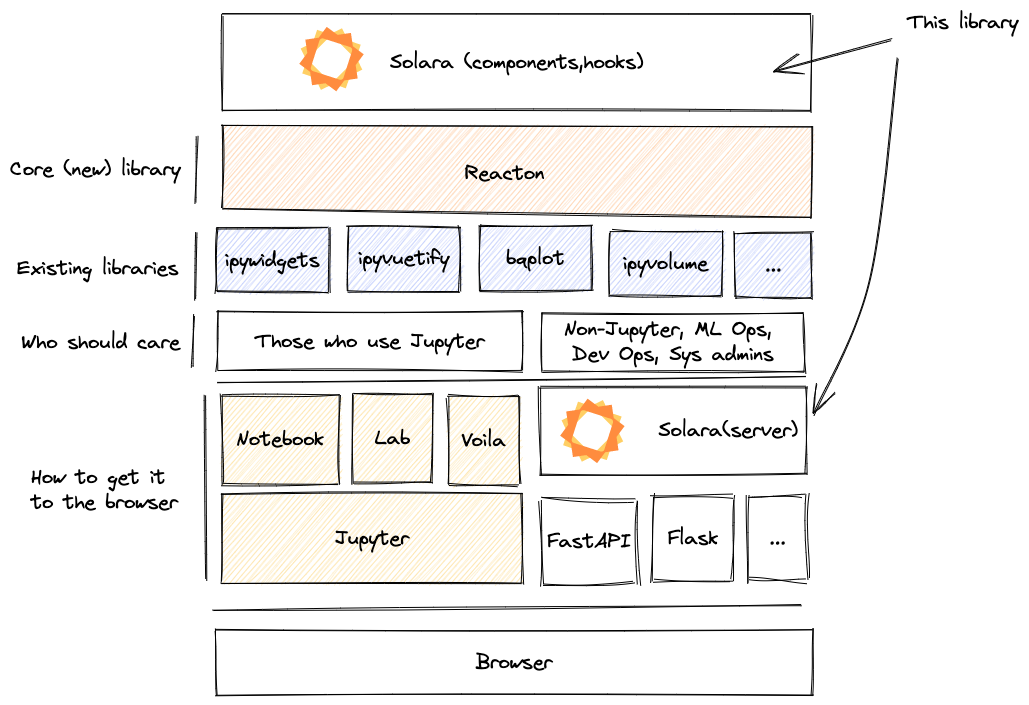 This library
Solara (components,hooks)
Core (new) library
Reacton
Existing libraries
ipywidgets
ipyvuetify
bqplot
ipyvolume
...
Who should care
Those who use Jupyter
Non-Jupyter, ML Ops,
Dev Ops, Sys admins
How to get it
to the browser
Notebook
Lab
Voila
Solara(server)
Jupyter
FastAPI
Flask
...
Browser